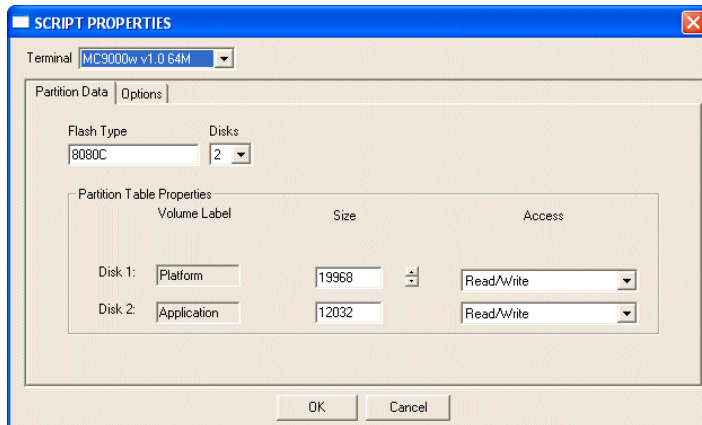 SCRIPT PROPERTIES
Terminal MC9000w v1.0 64M
Partition Data Options
Flash Type Disks
8080C 2
Partition Table Properties
Volume Label Size Access
Disk 1: Platform 19968 Read/Write
Disk 2: Application 12032 Read/Write
OK Cancel